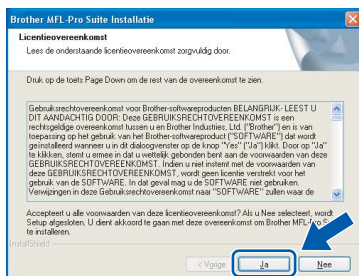 Brother MFL-Pro Suite Installatie
Licentieovereenkomst
Lees de onderstaande licentieovereenkomst zorgvuldig door.
Druk op de toets Page Down om de rest van de overeenkomst te zien.
Gebruiksrechtovereenkomst voor Brother-softwareproducten BELANGRIJK- LEEST U
DIT AANDACHTIG DOOR: Deze GEBRUIKSRECHTOVEREENKOMST is een
rechtsgeldige overeenkomst tussen u en Brother Industries, Ltd. ("Brother") en is van
toepassing op het gebruik van het Brother-product ("SOFTWARE") dat wordt
geïnstalleerd wanneer u in dit dialoogvenster op de knop "Yes" ("Ja") klikt. Door op "Ja"
te klikken, stemt u ermee in dat u wettelijk gebonden bent aan de voorwaarden van deze
GEBRUIKSRECHTOVEREENKOMST. Indien u niet instemt met de voorwaarden van deze
GEBRUIKSRECHTOVEREENKOMST, wordt geen licentie verstrekt voor het
gebruik van de SOFTWARE. In dat geval mag u de SOFTWARE niet gebruiken.
Verwijzingen in deze Gebruiksrechtovereenkomst naar "SOFTWARE" zullen waar de
Accepteert u alle voorwaarden van deze licentieovereenkomst? Als u Nee selecteert, wordt
Setup afgesloten. U dient akkoord te gaan met deze overeenkomst om Brother MFL-Pro S
te installeren.
InstallShield
< Vorige
Ja
Nee